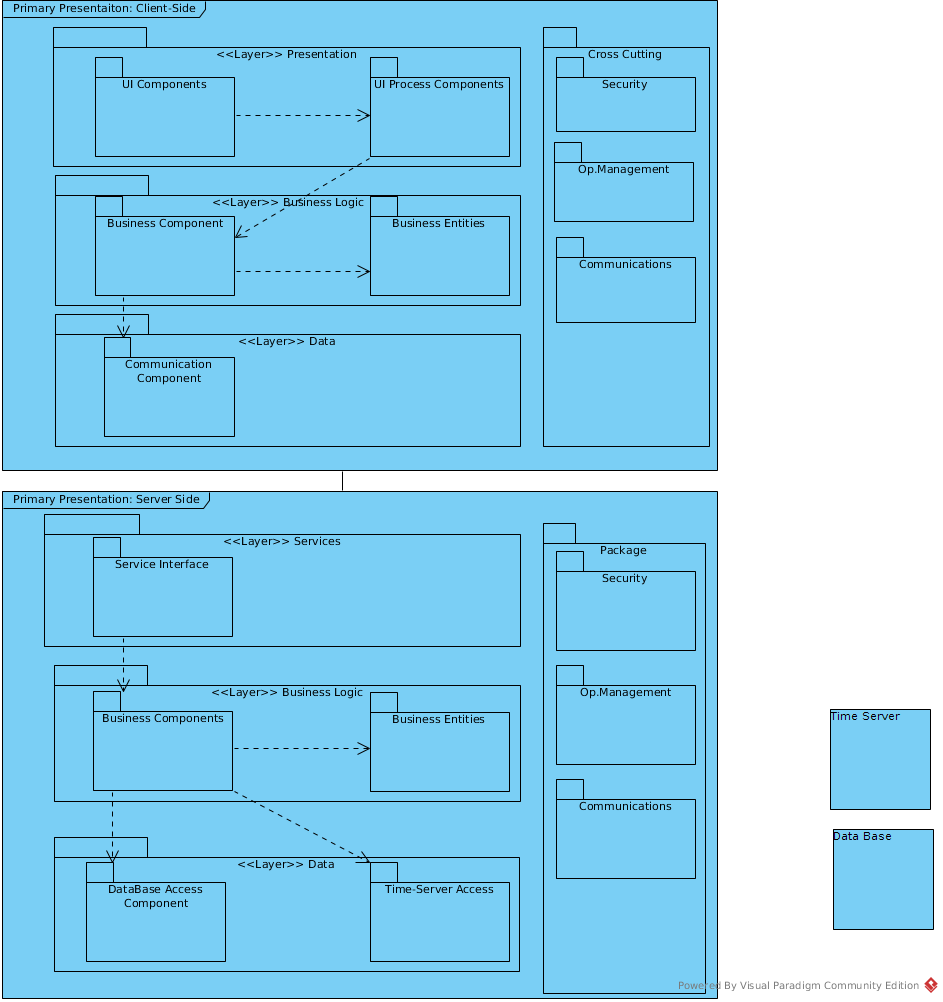 Primary Presentaiton: Client-Side
<<Layer>> Presentation
UI Components
UI Process Components
<<Layer>> Business Logic
Business Component
Business Entities
<<Layer>> Data
Communication
Component
Cross Cutting
Security
Op.Management
Communications
Primary Presentation: Server Side
<<Layer>> Services
Service Interface
<<Layer>> Business Logic
Business Components
Business Entities
<<Layer>> Data
DataBase Access
Component
Time-Server Access
Package
Security
Op.Management
Communications
Time Server
Data Base
Powered By Visual Paradigm Community Edition